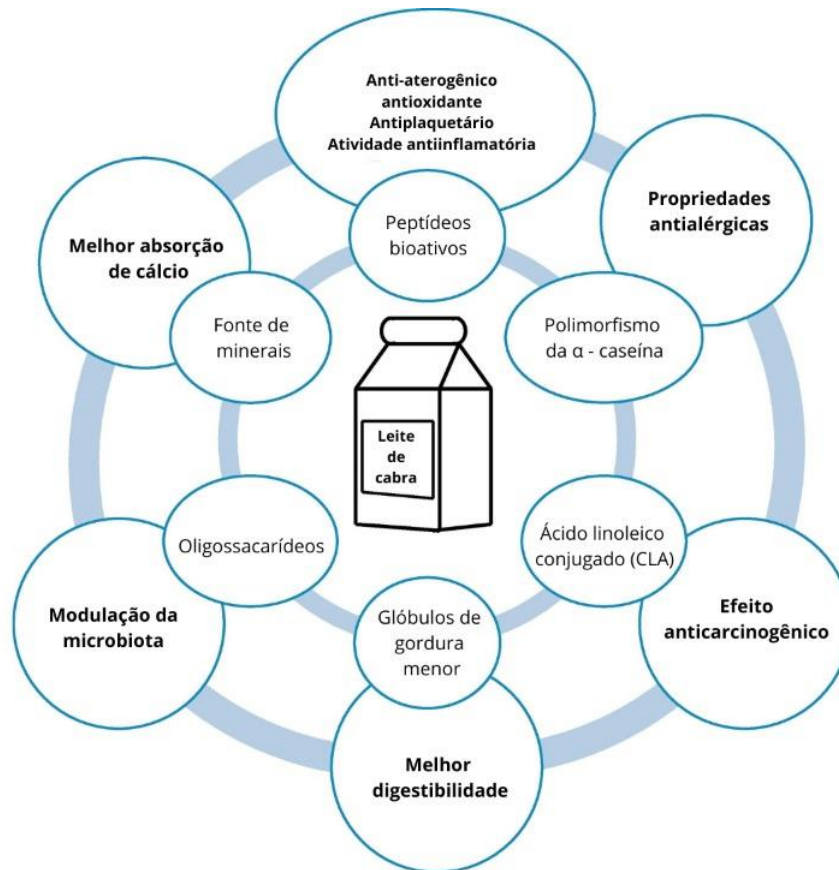 Anti-aterogênico
antioxidante
Antiplaquetário
Atividade antiinflamatória
Peptídeos
bioativos
Propriedades
antialérgicas
Polimorfismo
da α - caseína
Melhor absorção
de cálcio
Fonte de
minerais
Leite
de
cabra
Oligossacarídeos
Modulação da
microbiota
Ácido linoleico
conjugado (CLA)
Efeito
anticarcinogênico
Glóbulos de
gordura
menor
Melhor
digestibilidade